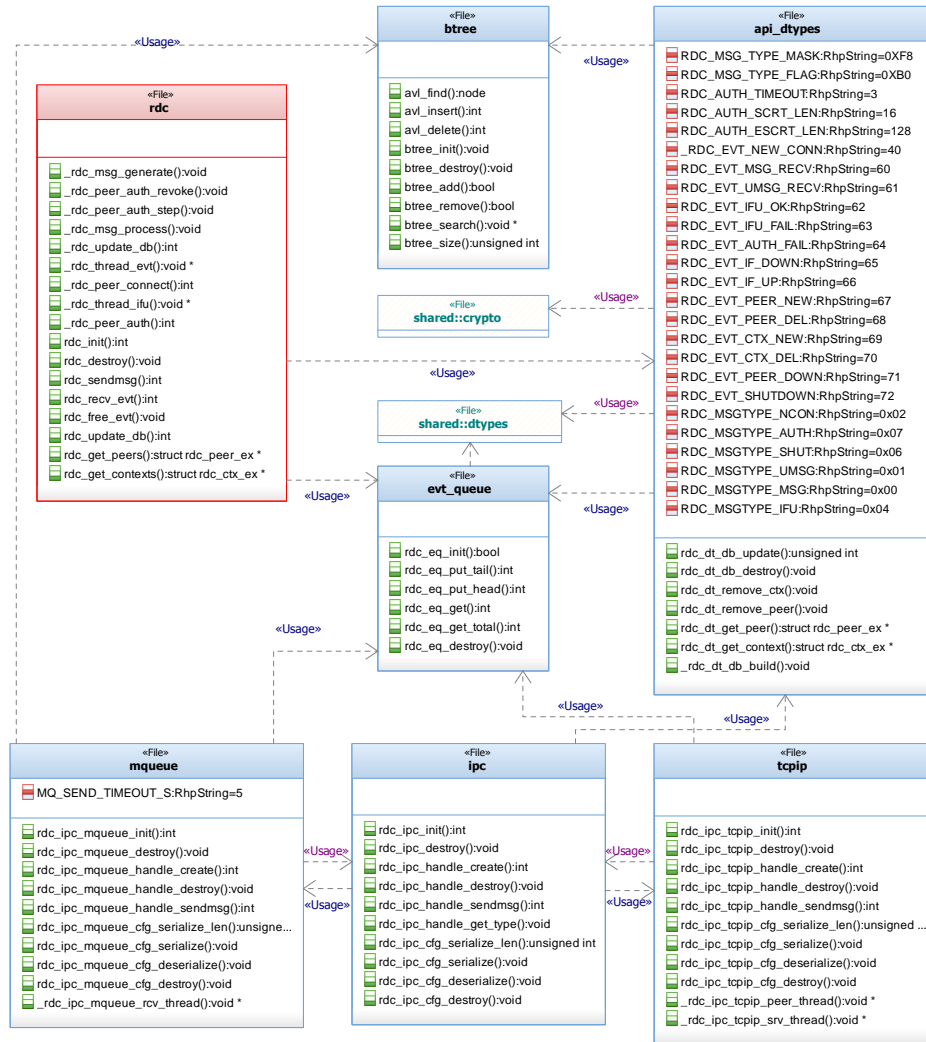 «File»
btree
avl_find():node
avl_insert():int
avl_delete():int
btree_init():void
btree_destroy():void
btree_add():bool
btree_remove():bool
btree_search():void *
btree_size():unsigned int
«File»
api_dtypes
RDC_MSG_TYPE_MASK:RhpString=0XF8
RDC_MSG_TYPE_FLAG:RhpString=0XB0
RDC_AUTH_TIMEOUT:RhpString=3
RDC_AUTH_SCRT_LEN:RhpString=16
RDC_AUTH_ESCRT_LEN:RhpString=128
_RDC_EVT_NEW_CONN:RhpString=40
RDC_EVT_MSG_RECV:RhpString=60
RDC_EVT_UMSG_RECV:RhpString=61
RDC_EVT_IFU_OK:RhpString=62
RDC_EVT_IFU_FAIL:RhpString=63
RDC_EVT_AUTH_FAIL:RhpString=64
RDC_EVT_IF_DOWN:RhpString=65
RDC_EVT_IF_UP:RhpString=66
RDC_EVT_PEER_NEW:RhpString=67
RDC_EVT_PEER_DEL:RhpString=68
RDC_EVT_CTX_NEW:RhpString=69
RDC_EVT_CTX_DEL:RhpString=70
RDC_EVT_PEER_DOWN:RhpString=71
RDC_EVT_SHUTDOWN:RhpString=72
RDC_MSGTYPE_NCON:RhpString=0x02
RDC_MSGTYPE_AUTH:RhpString=0x07
RDC_MSGTYPE_SHUT:RhpString=0x06
RDC_MSGTYPE_UMSG:RhpString=0x01
RDC_MSGTYPE_MSG:RhpString=0x00
RDC_MSGTYPE_IFU:RhpString=0x04
rdc_dt_db_update():unsigned int
rdc_dt_db_destroy():void
rdc_dt_remove_ctx():void
rdc_dt_remove_peer():void
rdc_dt_get_peer():struct rdc_peer_ex *
rdc_dt_get_context():struct rdc_ctx_ex *
_rdc_dt_db_build():void
«Usage»
«Usage»
«File»
rdc
_rdc_msg_generate():void
_rdc_peer_auth_revoke():void
_rdc_peer_auth_step():void
_rdc_msg_process():void
_rdc_update_db():int
_rdc_thread_evt():void *
_rdc_peer_connect():int
_rdc_thread_ifu():void *
_rdc_peer_auth():int
rdc_init():int
rdc_destroy():void
rdc_sendmsg():int
rdc_recv_evt():int
rdc_free_evt():void
rdc_update_db():int
rdc_get_peers():struct rdc_peer_ex *
rdc_get_contexts():struct rdc_ctx_ex *
«Usage»
«File»
shared::crypto
«Usage»
«Usage»
«File»
shared::dtypes
«Usage»
«Usage»
«File»
evt_queue
rdc_eq_init():bool
rdc_eq_put_tail():int
rdc_eq_put_head():int
rdc_eq_get():int
rdc_eq_get_total():int
rdc_eq_destroy():void
«Usage»
«Usage»
«File»
mqueue
MQ_SEND_TIMEOUT_S:RhpString=5
rdc_ipc_mqueue_init():int
rdc_ipc_mqueue_destroy():void
rdc_ipc_mqueue_handle_create():int
rdc_ipc_mqueue_handle_destroy():void
rdc_ipc_mqueue_handle_sendmsg():int
rdc_ipc_mqueue_cfg_serialize_len():unsigne...
rdc_ipc_mqueue_cfg_serialize():void
rdc_ipc_mqueue_cfg_deserialize():void
rdc_ipc_mqueue_cfg_destroy():void
_rdc_ipc_mqueue_rcv_thread():void *
«Usage»
«Usage»
«Usage»
«File»
ipc
rdc_ipc_init():int
rdc_ipc_destroy():void
rdc_ipc_handle_create():int
rdc_ipc_handle_destroy():void
rdc_ipc_handle_sendmsg():int
rdc_ipc_handle_get_type():void
rdc_ipc_cfg_serialize_len():unsigned int
rdc_ipc_cfg_serialize():void
rdc_ipc_cfg_deserialize():void
rdc_ipc_cfg_destroy():void
«Usage»
«Usage»
«File»
tcpip
rdc_ipc_tcpip_init():int
rdc_ipc_tcpip_destroy():void
rdc_ipc_tcpip_handle_create():int
rdc_ipc_tcpip_handle_destroy():void
rdc_ipc_tcpip_handle_sendmsg():int
rdc_ipc_tcpip_cfg_serialize_len():unsigned ...
rdc_ipc_tcpip_cfg_serialize():void
rdc_ipc_tcpip_cfg_deserialize():void
rdc_ipc_tcpip_cfg_destroy():void
_rdc_ipc_tcpip_peer_thread():void *
_rdc_ipc_tcpip_srv_thread():void *